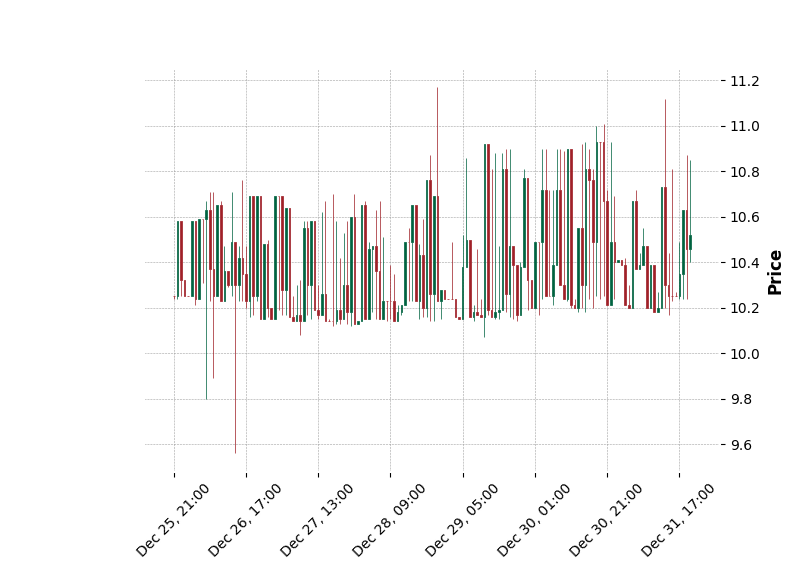 11.2
11.0
10.8
10.6
10.4
10.2
10.0
9.8
9.6
Price
Dec 25, 21:00
Dec 26, 17:00
Dec 27, 13:00
Dec 28, 09:00
Dec 29, 05:00
Dec 30, 01:00
Dec 30, 21:00
Dec 31, 17:00